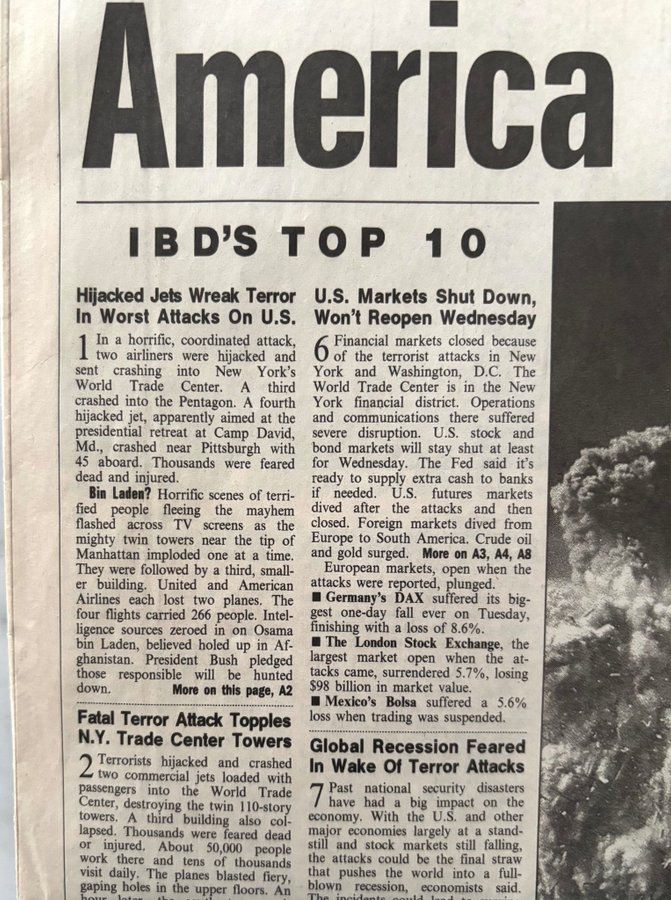 America
IBD'S TOP 10
Hijacked Jets Wreak Terror
In Worst Attacks On U.S.
1 In a horrific, coordinated attack,
two airliners were hijacked and
sent crashing into New York's
World Trade Center. A third
crashed into the Pentagon. A fourth
hijacked jet, apparently aimed at the
presidential retreat at Camp David,
Md., crashed near Pittsburgh with
45 aboard. Thousands were feared
dead and injured.
Bin Laden? Horrific scenes of terri-
fied people fleeing the mayhem
flashed across TV screens as the
mighty twin towers near the tip of
Manhattan imploded one at a time.
They were followed by a third, small-
er building. United and American
Airlines each lost two planes. The
four flights carried 266 people. Intel-
ligence sources zeroed in on Osama
bin Laden, believed holed up in Af-
ghanistan. President Bush pledged
those responsible will be hunted
down. More on this page, A2
Fatal Terror Attack Topples
N.Y. Trade Center Towers
2 Terrorists hijacked and crashed
two commercial jets loaded with
passengers into the World Trade
Center, destroying the twin 110-story
towers. A third building also col-
lapsed. Thousands were feared dead
or injured. About 50,000 people
work there and tens of thousands
visit daily. The planes blasted fiery,
gaping holes in the upper floors. An
U.S. Markets Shut Down,
Won't Reopen Wednesday
6 Financial markets closed because
of the terrorist attacks in New
York and Washington, D.C. The
World Trade Center is in the New
York financial district. Operations
and communications there suffered
severe disruption. U.S. stock and
bond markets will stay shut at least
for Wednesday. The Fed said it's
ready to supply extra cash to banks
if needed. U.S. futures markets
dived after the attacks and then
closed. Foreign markets dived from
Europe to South America. Crude oil
and gold surged. More on A3, A4, A8
European markets, open when the
attacks were reported, plunged.
■ Germany's DAX suffered its big-
gest one-day fall ever on Tuesday,
finishing with a loss of 8.6%.
■ The London Stock Exchange, the
largest market open when the at-
tacks came, surrendered 5.7%, losing
$98 billion in market value.
■ Mexico's Bolsa suffered a 5.6%
loss when trading was suspended.
Global Recession Feared
In Wake Of Terror Attacks
7 Past national security disasters
have had a big impact on the
economy. With the U.S. and other
major economies largely at a stand-
still and stock markets still falling,
the attacks could be the final straw
that pushes the world into a full-
blown recession, economists said.